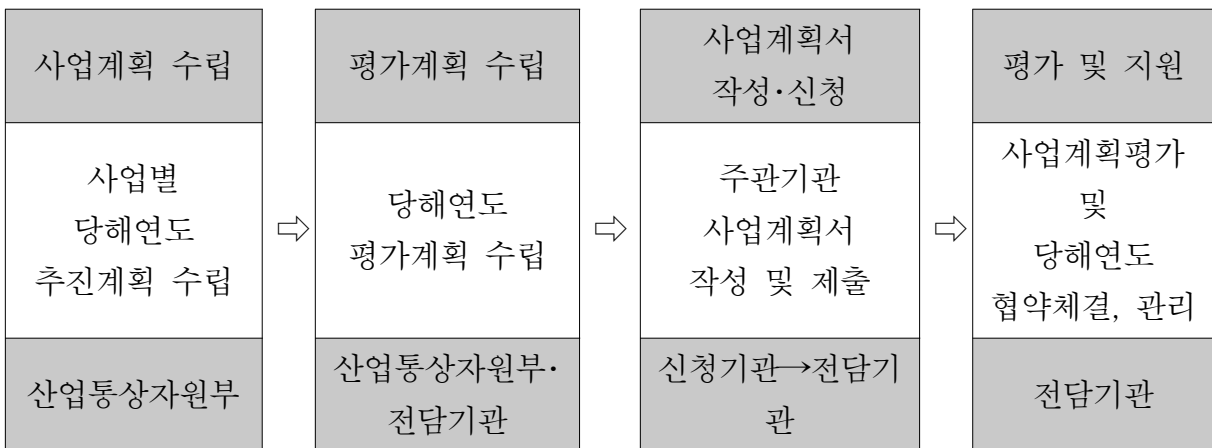 사업계획 수립
사업별
당해연도
추진계획 수립
산업통상자원부
⇨
평가계획 수립
당해연도
평가계획 수립
산업통상자원부·
전담기관
⇨
사업계획서
작성·신청
주관기관
사업계획서
작성 및 제출
신청기관→전담기
관
⇨
평가 및 지원
사업계획평가
및
당해연도
협약체결, 관리
전담기관